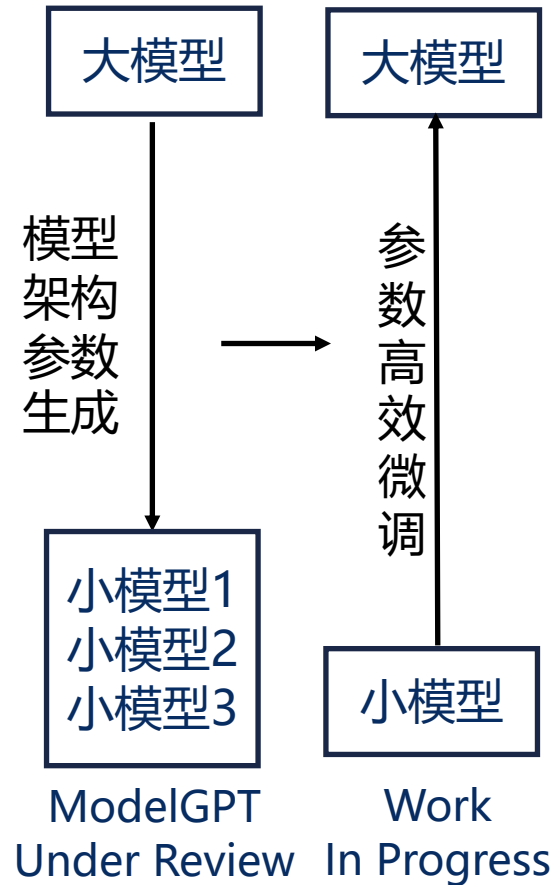 大模型
模型
架构
参数
生成
小模型1
小模型2
小模型3
ModelGPT
Under Review
大模型
参
数
高
效
微
调
小模型
Work
In Progress